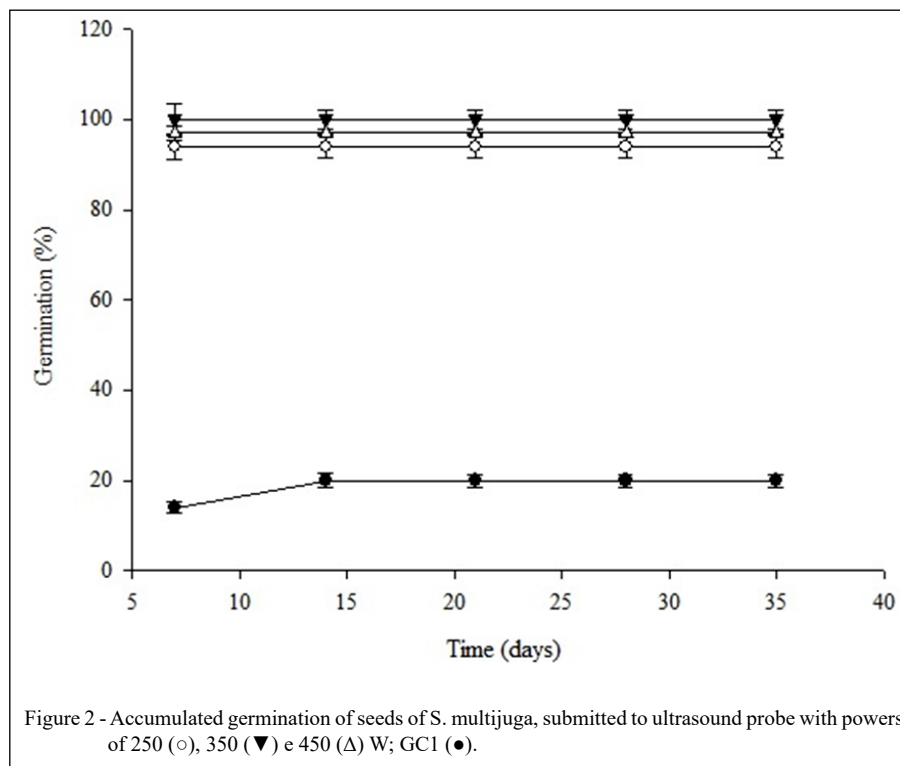 120
100
80
60
40
20
0
Germination (%)
5 10 15 20 25 30 35 40
Time (days)
Figure 2 - Accumulated germination of seeds of S. multijuga, submitted to ultrasound probe with powers
of 250 (○), 350 (▼) e 450 (Δ) W; GC1 (●).